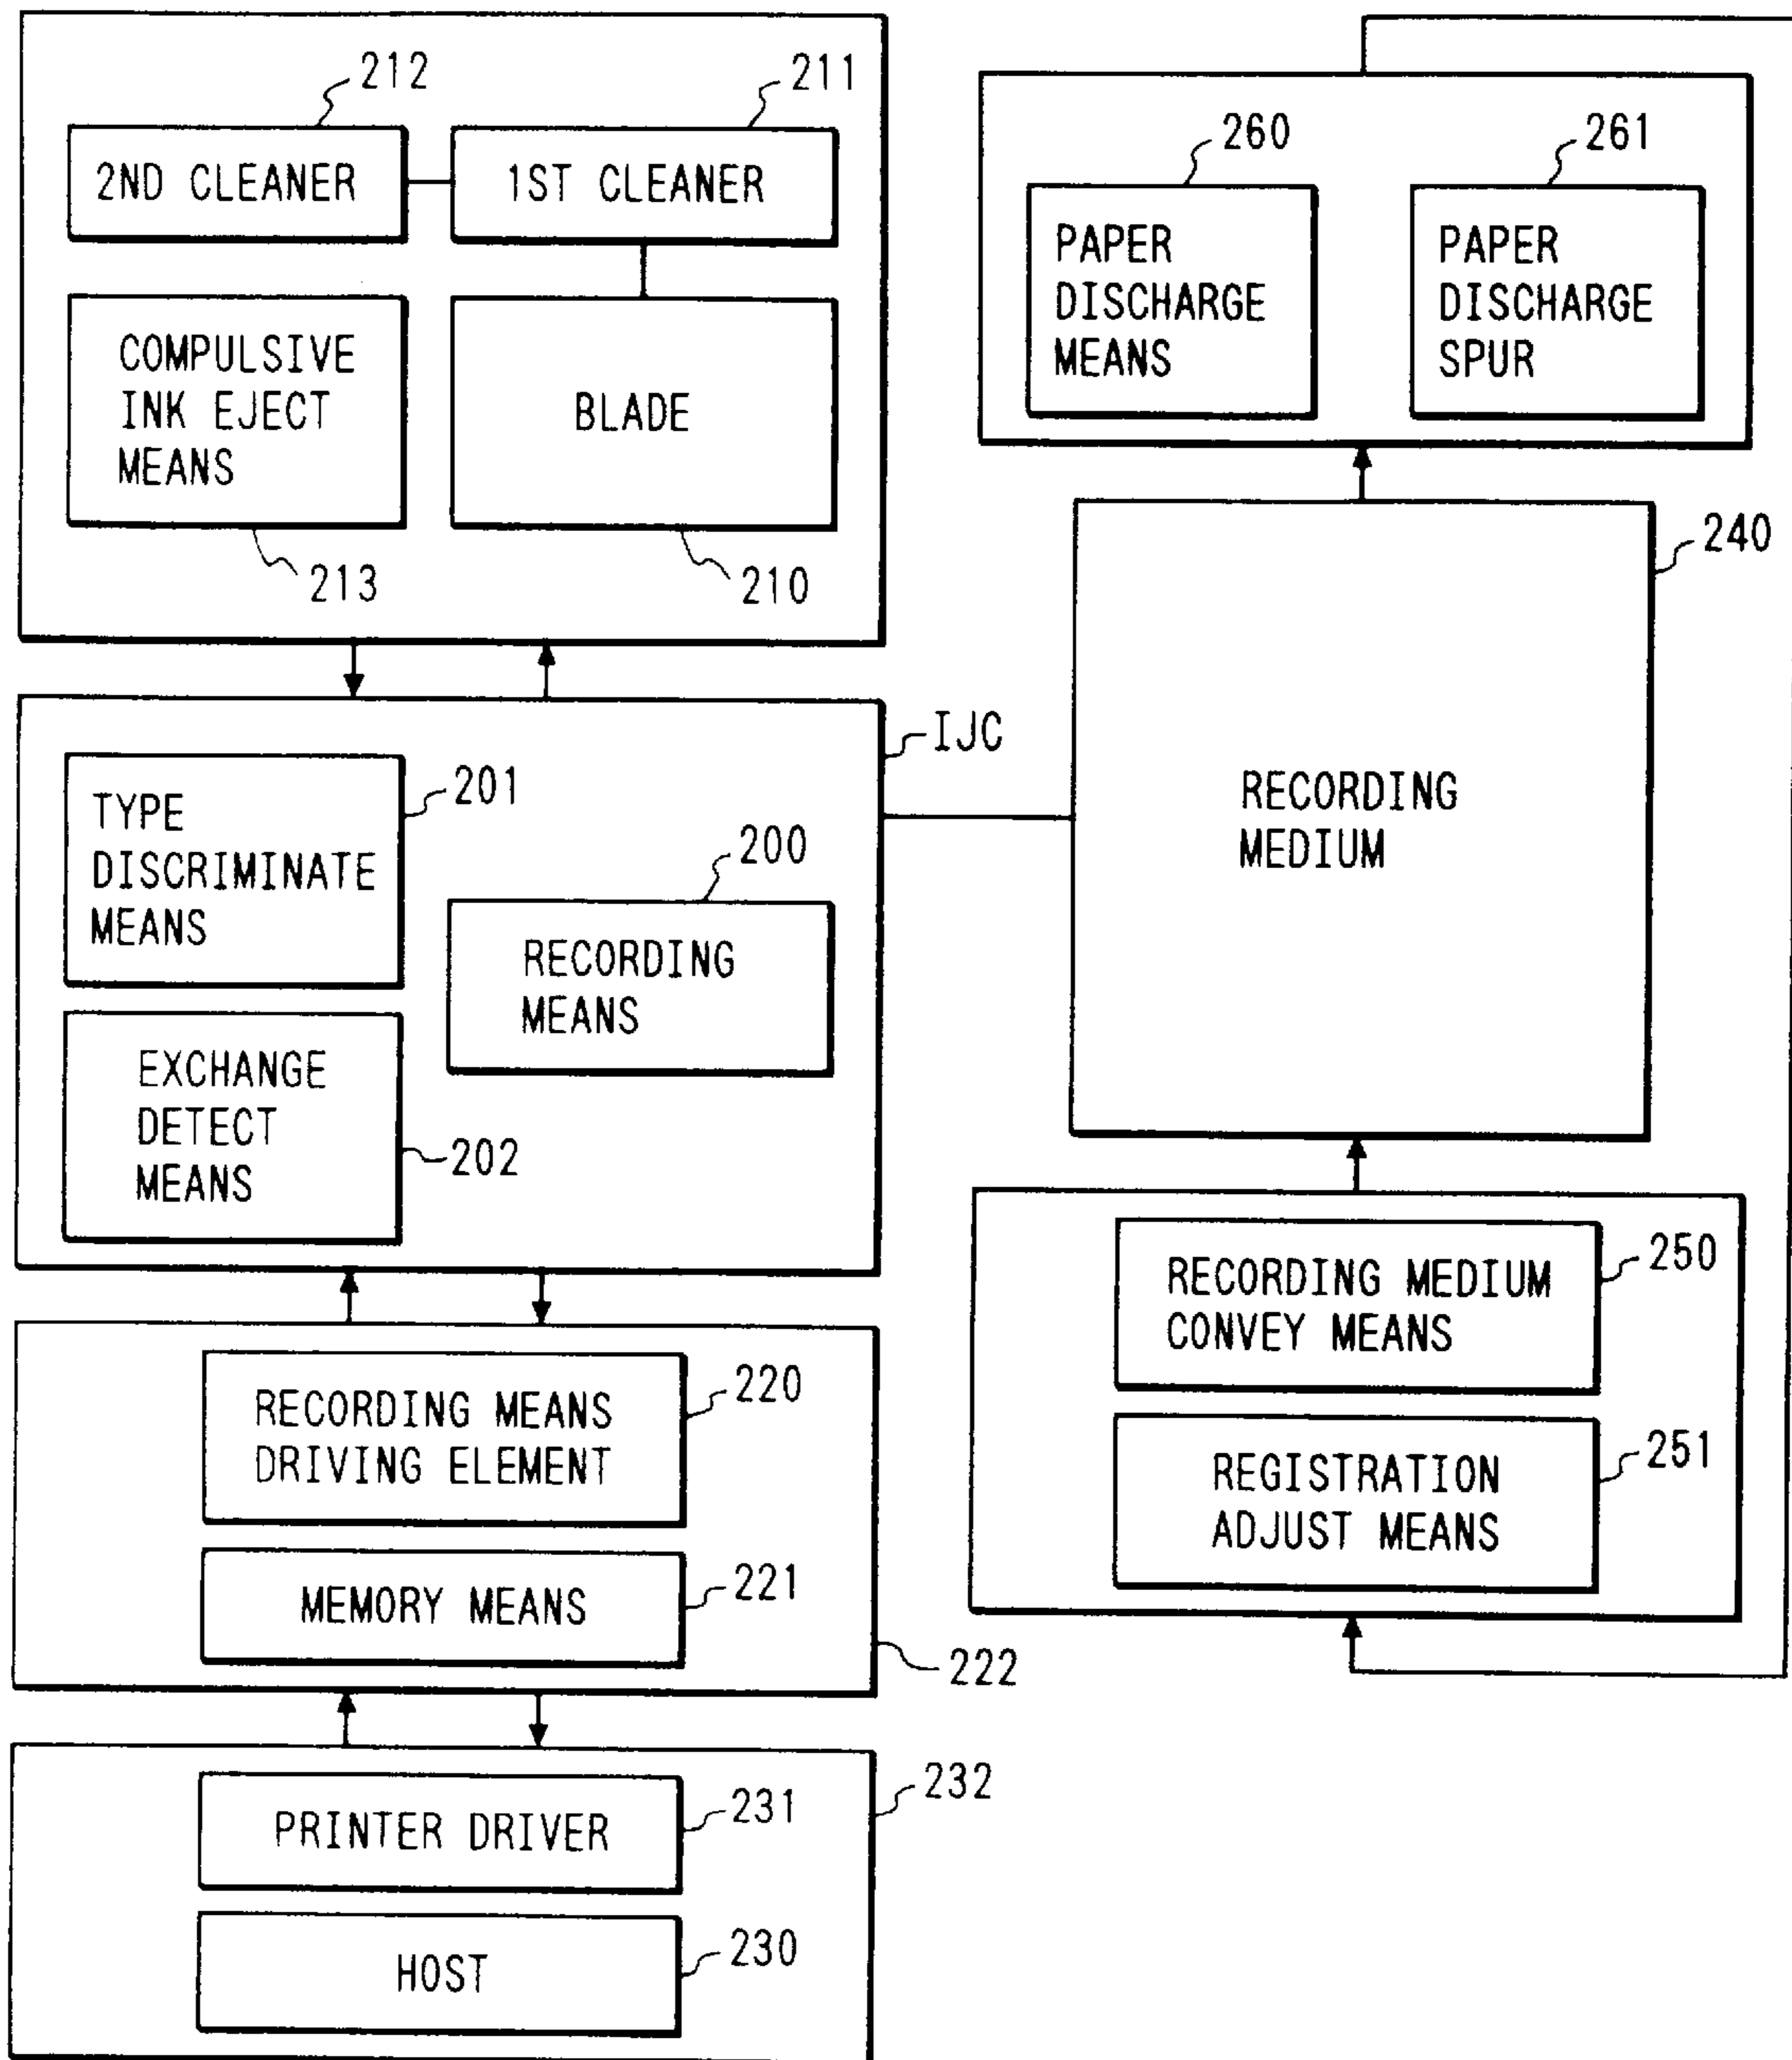 212
211
2ND CLEANER
1ST CLEANER
COMPULSIVE
INK EJECT
MEANS
BLADE
213
210
IJC
201
TYPE
DISCRIMINATE
MEANS
200
RECORDING
MEANS
EXCHANGE
DETECT
MEANS
202
220
RECORDING MEANS
DRIVING ELEMENT
221
MEMORY MEANS
222
232
231
PRINTER DRIVER
230
HOST
260
261
PAPER
DISCHARGE
MEANS
PAPER
DISCHARGE
SPUR
240
RECORDING
MEDIUM
250
RECORDING MEDIUM
CONVEY MEANS
251
REGISTRATION
ADJUST MEANS